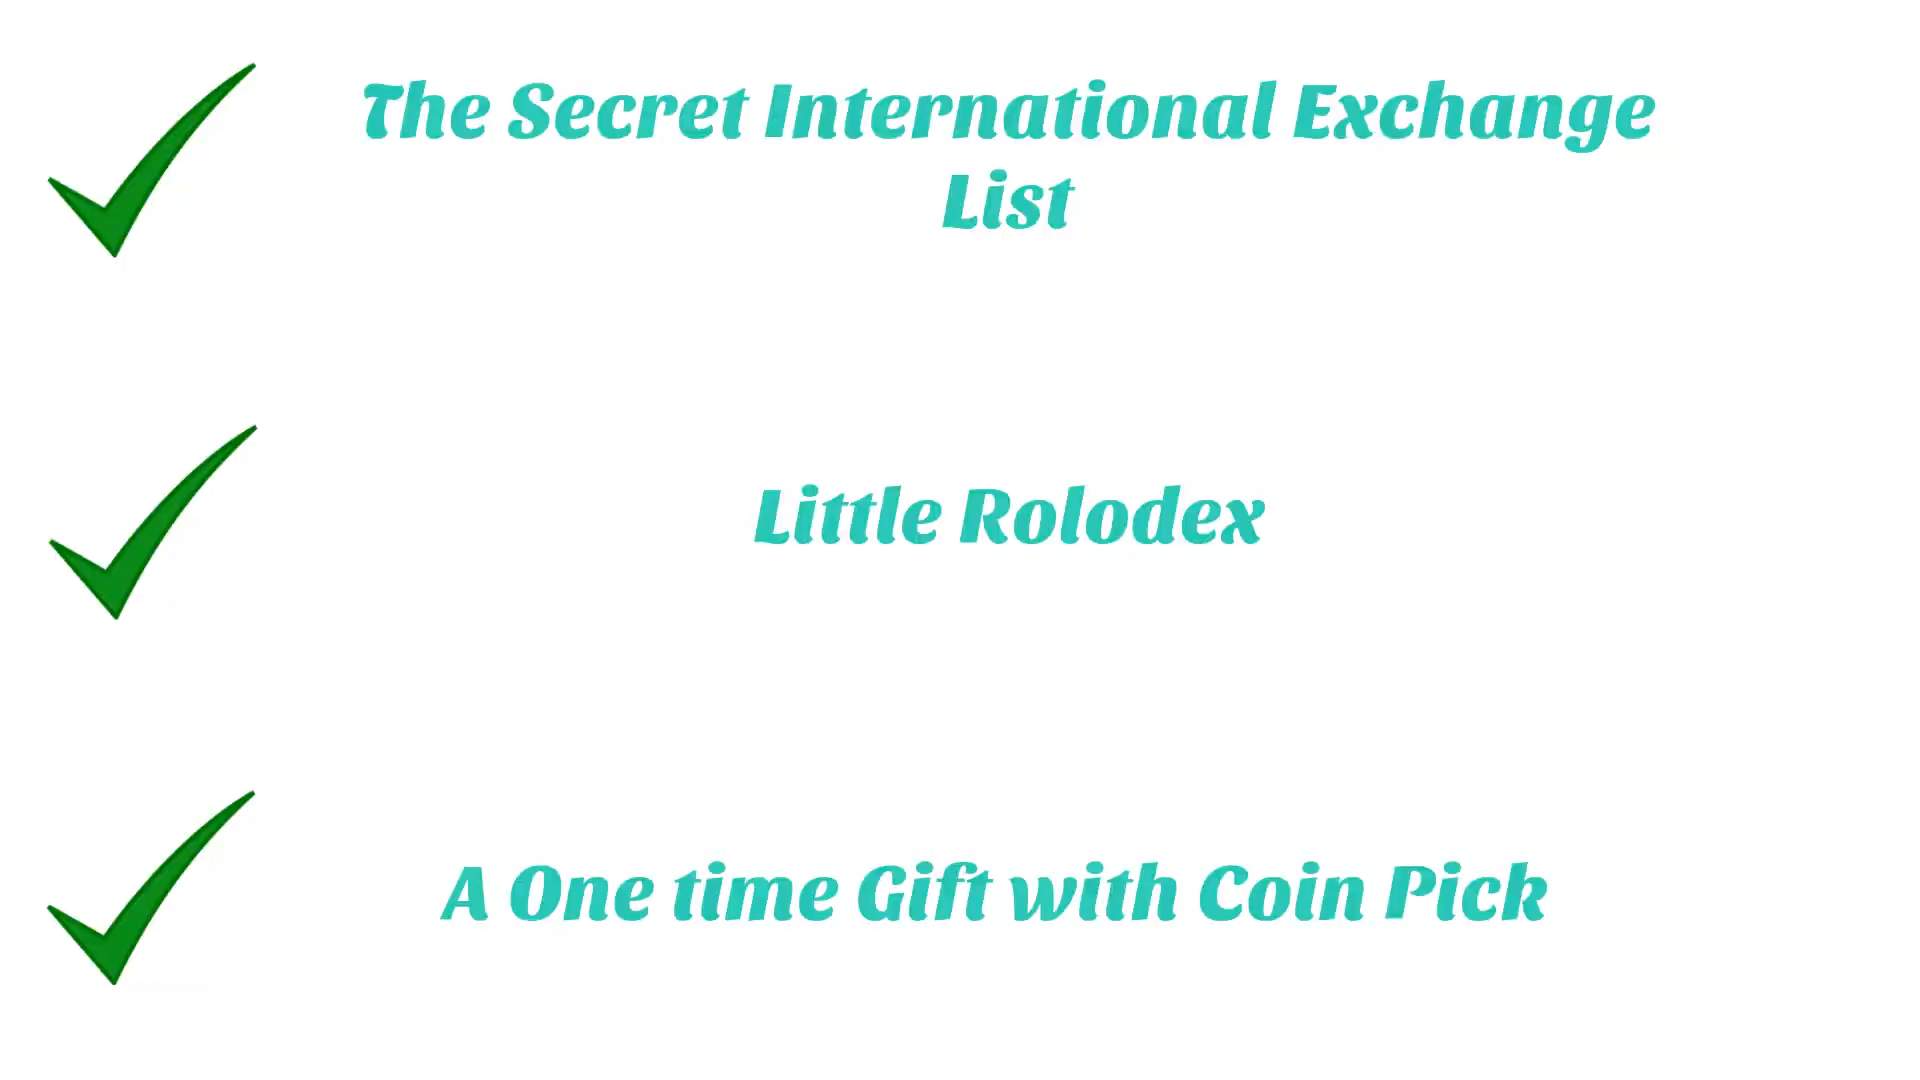 The Secret International Exchange
List
Little Rolodex
A One time Gift with Coin Pick